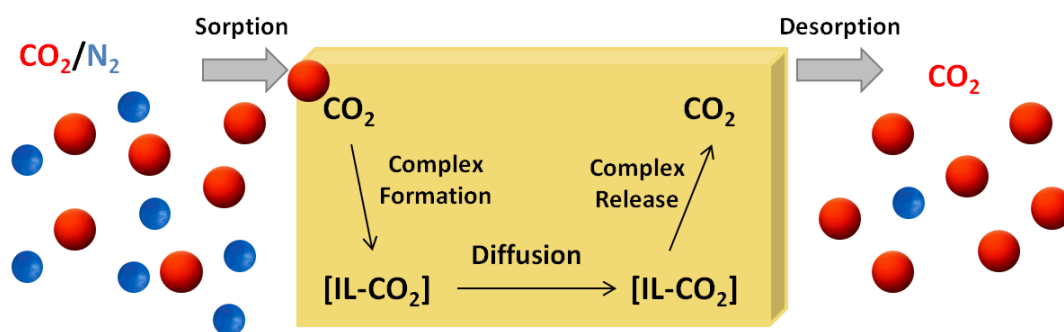 Sorption
Desorption
CO₂/N₂
CO₂
CO₂
CO₂
Complex
Formation
Complex
Release
Diffusion
[IL-CO₂]
[IL-CO₂]